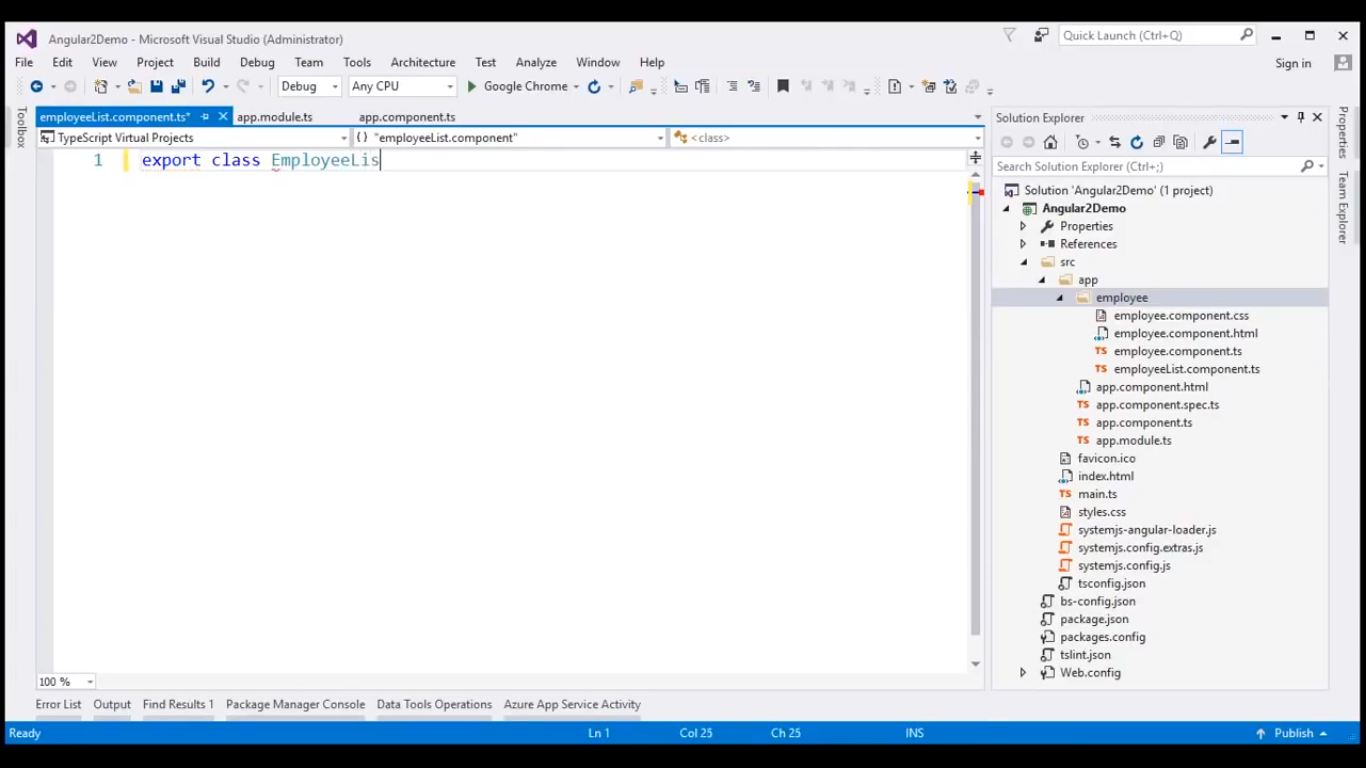 Angular2Demo - Microsoft Visual Studio (Administrator)
Quick Launch (Ctrl+Q)
File Edit View Project Build Debug Team Tools Architecture Test Analyze Window Help
Sign in
Debug Any CPU Google Chrome
Toolbox
employeeList.component.ts* app.module.ts app.component.ts
TypeScript Virtual Projects {} "employeeList.component" <class>
1 export class EmployeeLis
100 %
Solution Explorer
Search Solution Explorer (Ctrl+;)
Solution 'Angular2Demo' (1 project)
Angular2Demo
Properties
References
src
app
employee
employee.component.css
employee.component.html
TS employee.component.ts
TS employeeList.component.ts
app.component.html
TS app.component.spec.ts
TS app.component.ts
TS app.module.ts
favicon.ico
index.html
TS main.ts
styles.css
systemjs-angular-loader.js
systemjs.config.extras.js
systemjs.config.js
tsconfig.json
bs-config.json
package.json
packages.config
tslint.json
Web.config
Properties
Team Explorer
Error List Output Find Results 1 Package Manager Console Data Tools Operations Azure App Service Activity
Ready Ln 1 Col 25 Ch 25 INS Publish